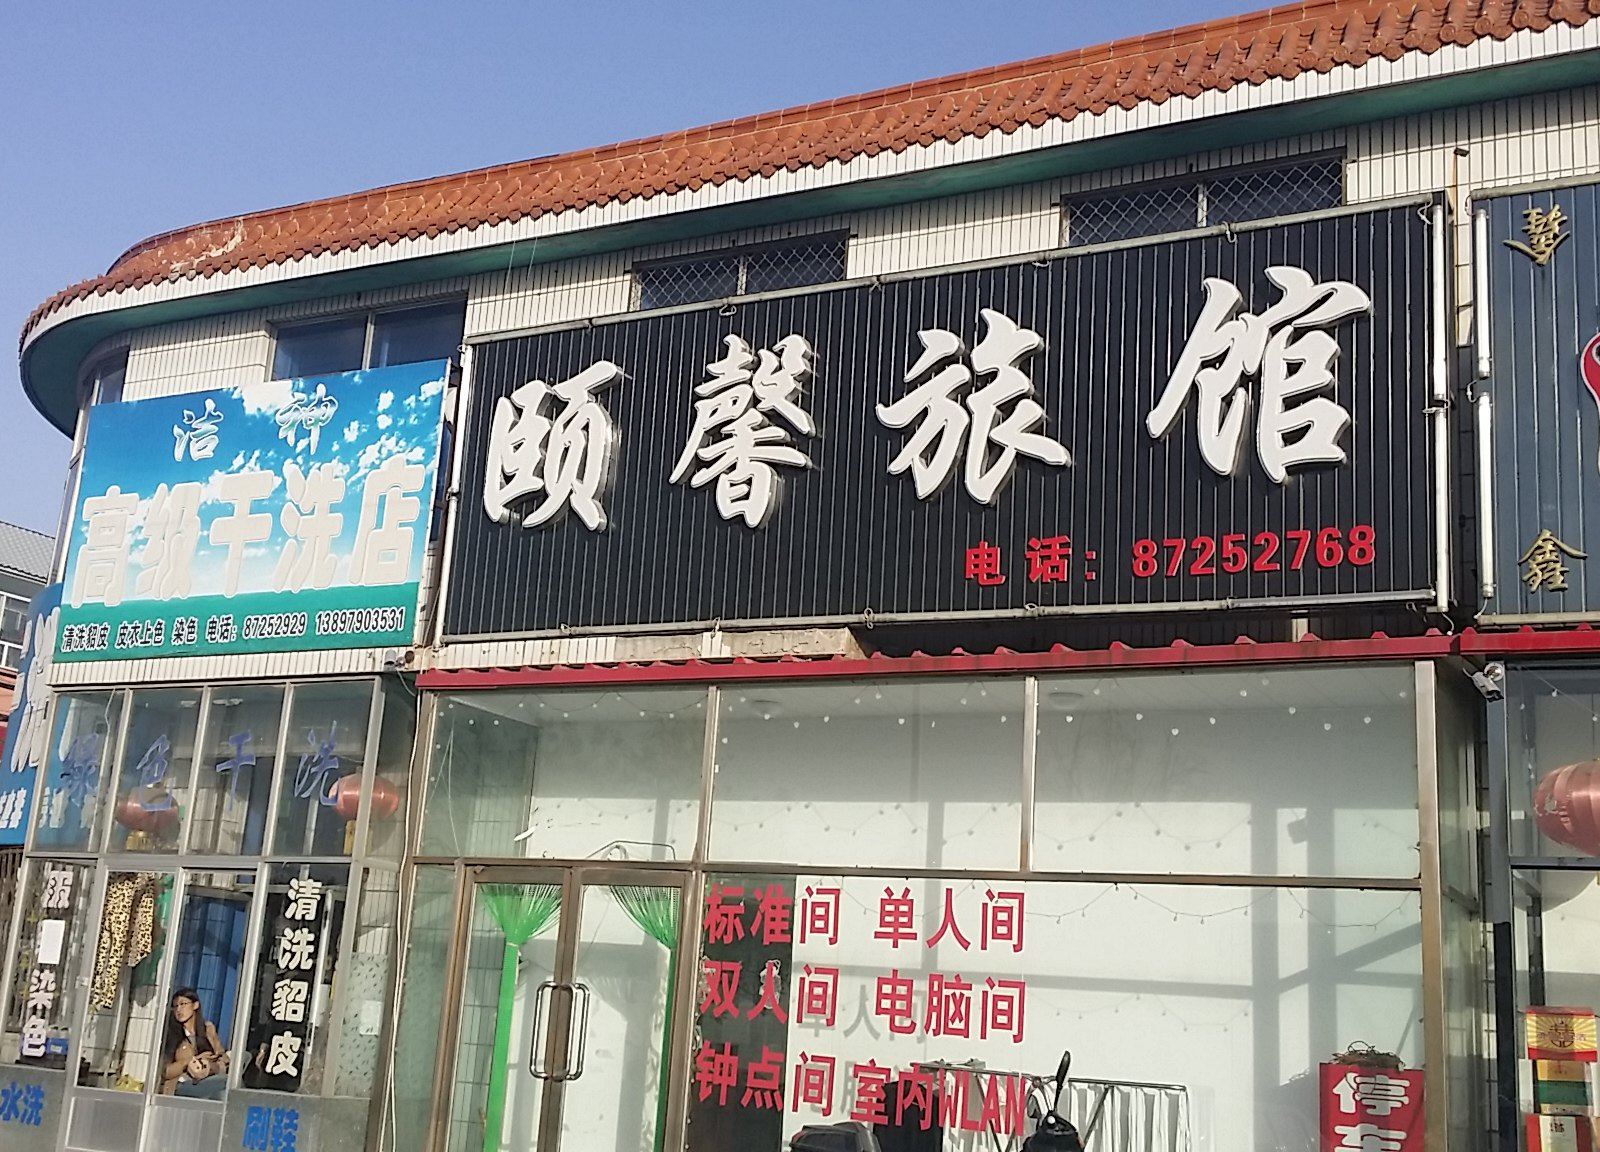 洁神
高级干洗店
清洗貂皮 皮衣上色 染色 电话：87252929 13897903531
颐馨旅馆
电话：87252768
鑫
绿色干洗
清洗貂皮
染色
水洗
刷鞋
标准间 单人间
双人间 电脑间
钟点间 室内WLAN
停车